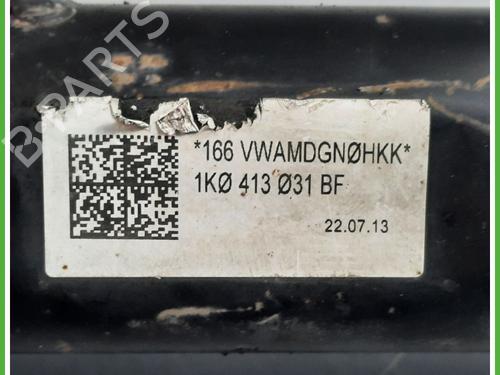 B-PARTS
*166 VWAMDGNØHKK*
1KØ 413 Ø31 BF
22.07.13